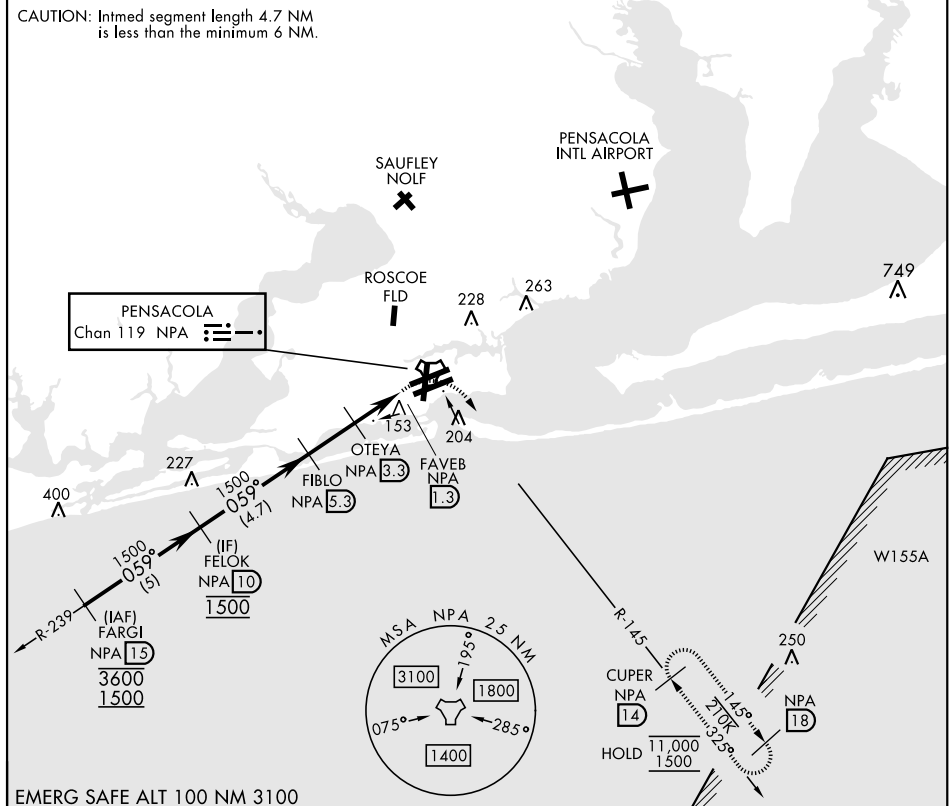 CAUTION: Intmed segment length 4.7 NM
is less than the minimum 6 NM.
PENSACOLA
INTL AIRPORT
SAUFLEY
NOLF
ROSCOE
FLD
228
263
749
PENSACOLA
Chan 119 NPA
153
204
OTEYA
NPA 3.3
FAVEB
NPA
1.3
FIBLO
NPA 5.3
227
400
1500
059°
(4.7)
1500
059°
(5)
(IF)
FELOK
NPA 10
1500
R-239
(IAF)
FARGI
NPA 15
3600
1500
W155A
R-145
250
CUPER
NPA
14
145°
210K
325°
NPA
18
HOLD 11,000
1500
MSA NPA 25 NM
195°
3100
1800
075°
285°
1400
EMERG SAFE ALT 100 NM 3100